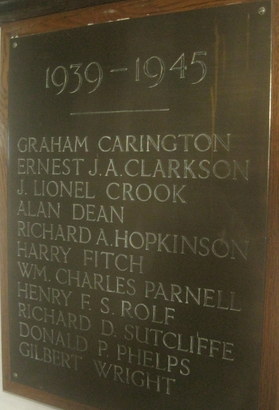 1939 - 1945
GRAHAM CARINGTON
ERNEST J. A. CLARKSON
J. LIONEL CROOK
ALAN DEAN
RICHARD A. HOPKINSON
HARRY FITCH
WM. CHARLES PARNELL
HENRY F. S. ROLF
RICHARD D. SUTCLIFFE
DONALD P. PHELPS
GILBERT WRIGHT